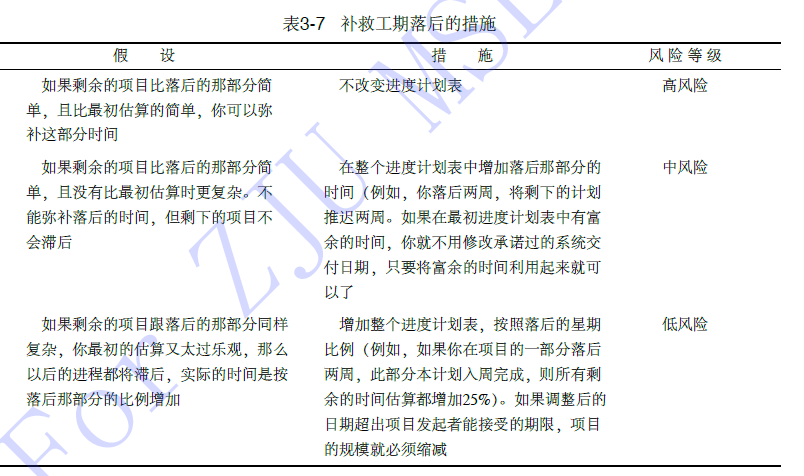 表3-7 补救工期落后的措施
假 设 措 施 风险等级
如果剩余的项目比落后的那部分简
单，且比最初估算的简单，你可以弥
补这部分时间
不改变进度计划表
高风险
如果剩余的项目比落后的那部分简
单，且没有比最初估算时更复杂。不
能弥补落后的时间，但剩下的项目不
会滞后
在整个进度计划表中增加落后那部分的
时间（例如，你落后两周，将剩下的计划
推迟两周。如果在最初进度计划表中有富
余的时间，你就不用修改承诺过的系统交
付日期，只要将富余的时间利用起来就可
以了
中风险
如果剩余的项目跟落后的那部分同样
复杂，你最初的估算又太过乐观，那么
以后的进程都将滞后，实际的时间是按
落后那部分的比例增加
增加整个进度计划表，按照落后的星期
比例（例如，如果你在项目的一部分落后
两周，此部分本计划入周完成，则所有剩
余的时间估算都增加25%）。如果调整后的
日期超出项目发起者能接受的期限，项目
的规模就必须缩减
低风险
For ZJU MSE